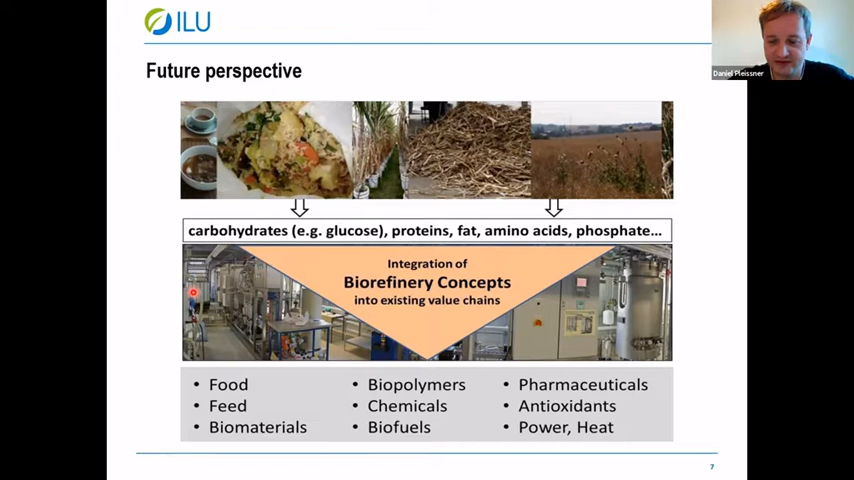 ILU
Daniel Pleissner
Future perspective
carbohydrates (e.g. glucose), proteins, fat, amino acids, phosphate...
Integration of
Biorefinery Concepts
into existing value chains
• Food
• Feed
• Biomaterials
• Biopolymers
• Chemicals
• Biofuels
• Pharmaceuticals
• Antioxidants
• Power, Heat
7